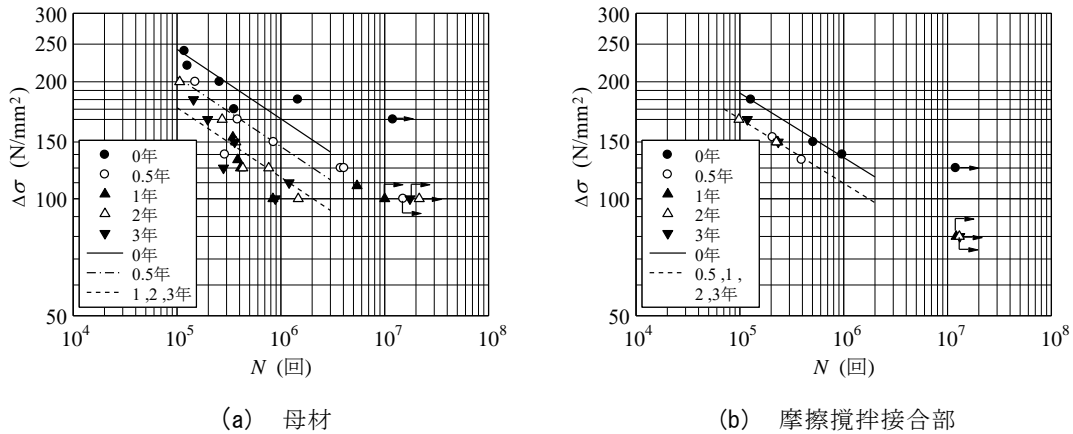 300
250
200
150
100
50
Δσ (N/mm²)
0年
0.5年
1年
2年
3年
0年
0.5年
1 ,2 ,3年
10⁴ 10⁵ 10⁶ 10⁷ 10⁸
N (回)
(a) 母材
300
250
200
150
100
50
Δσ (N/mm²)
0年
0.5年
1年
2年
3年
0年
0.5 ,1 ,
2 ,3年
10⁴ 10⁵ 10⁶ 10⁷ 10⁸
N (回)
(b) 摩擦撹拌接合部